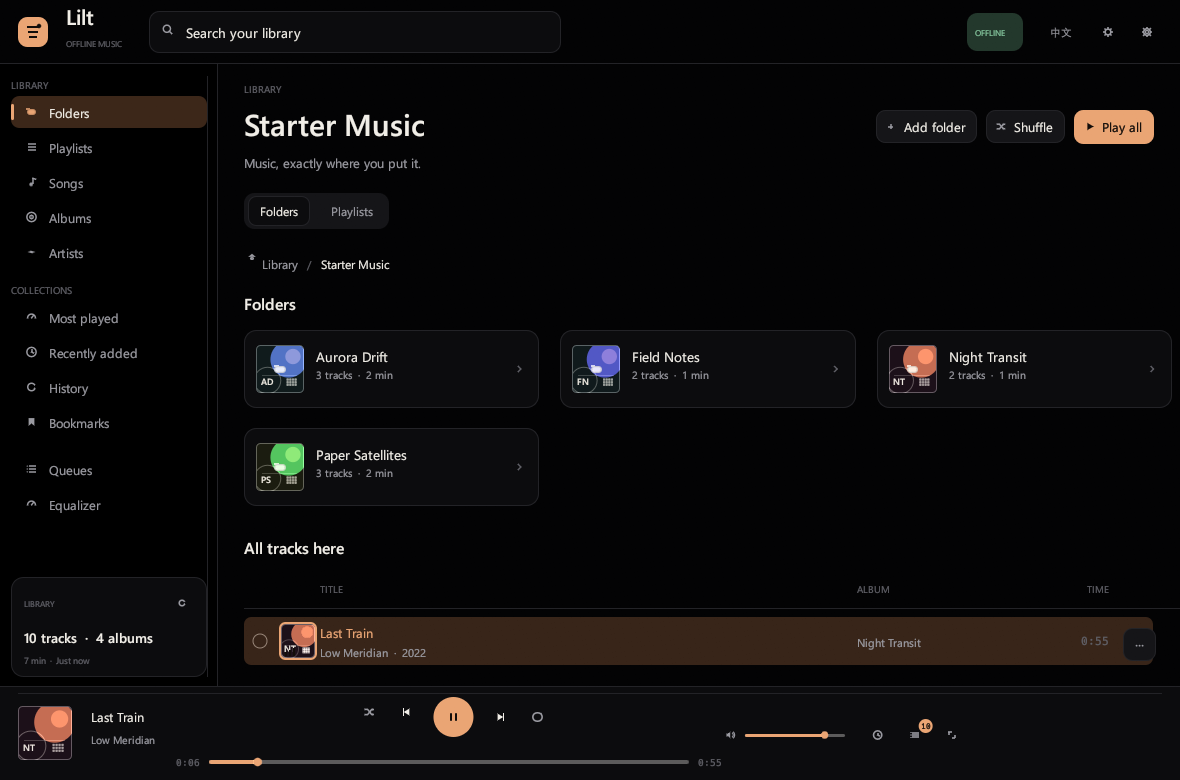 Lilt
OFFLINE MUSIC
Search your library
OFFLINE
中文
LIBRARY
Folders
Playlists
Songs
Albums
Artists
COLLECTIONS
Most played
Recently added
History
Bookmarks
Queues
Equalizer
LIBRARY
10 tracks · 4 albums
7 min · Just now
LIBRARY
Starter Music
Music, exactly where you put it.
Add folder
Shuffle
Play all
Folders
Playlists
Library / Starter Music
Folders
AD
Aurora Drift
3 tracks · 2 min
FN
Field Notes
2 tracks · 1 min
NT
Night Transit
2 tracks · 1 min
PS
Paper Satellites
3 tracks · 2 min
All tracks here
TITLE ALBUM TIME
Last Train
Low Meridian · 2022
Night Transit
0:55
NT
Last Train
Low Meridian
0:06
0:55
10